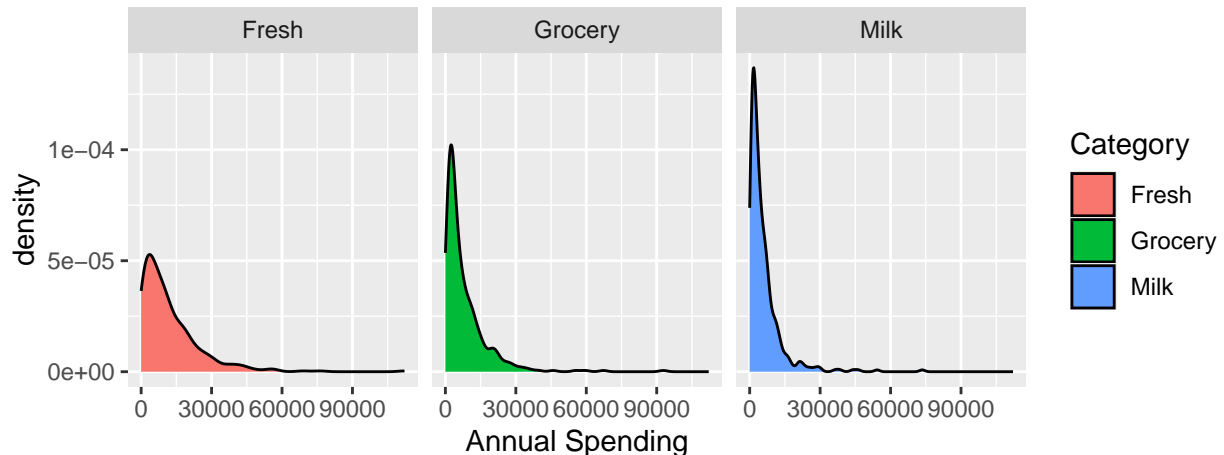 Fresh
Grocery
Milk
1e−04
5e−05
0e+00
density
0 30000 60000 90000
0 30000 60000 90000
0 30000 60000 90000
Annual Spending
Category
Fresh
Grocery
Milk